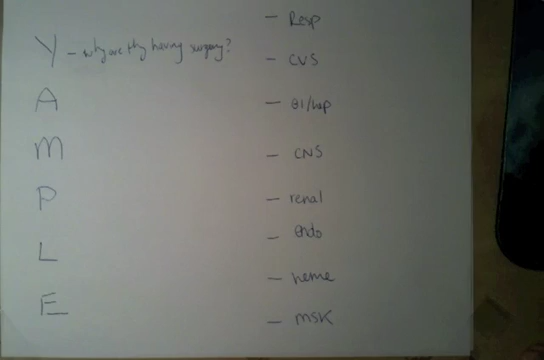 Y - why are they having surgery?
A
M
P
L
E
- Resp
- CVS
- GI/hep
- CNS
- renal
- endo
- heme
- MSK